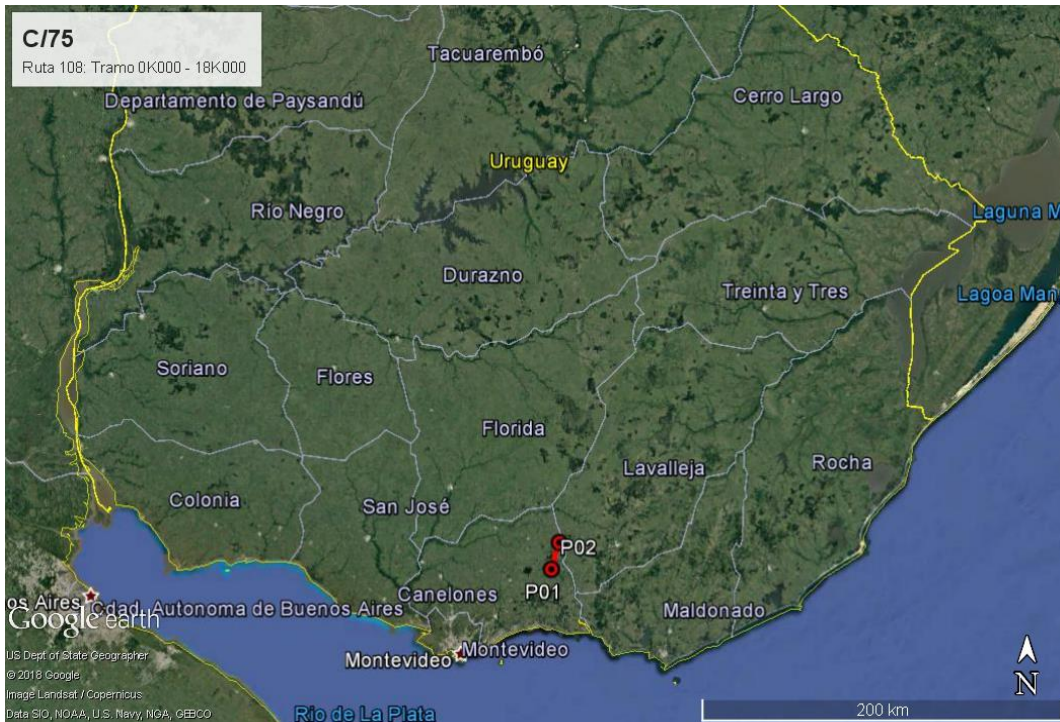 C/75
Ruta 108: Tramo 0K000 - 18K000
Tacuarembó
Departamento de Paysandú
Cerro Largo
Uruguay
Río Negro
Laguna M
Durazno
Treinta y Tres
Lagoa Man
Soriano
Flores
Florida
Lavalleja
Rocha
Colonia
San José
P02
P01
Canelones
Maldonado
os Aires
Cdad. Autonoma de Buenos Aires
Google earth
Montevideo
Montevideo
US Dept of State Geographer
© 2018 Google
Image Landsat / Copernicus
Data SIO, NOAA, U.S. Navy, NGA, GEBCO
Rio de La Plata
N
200 km